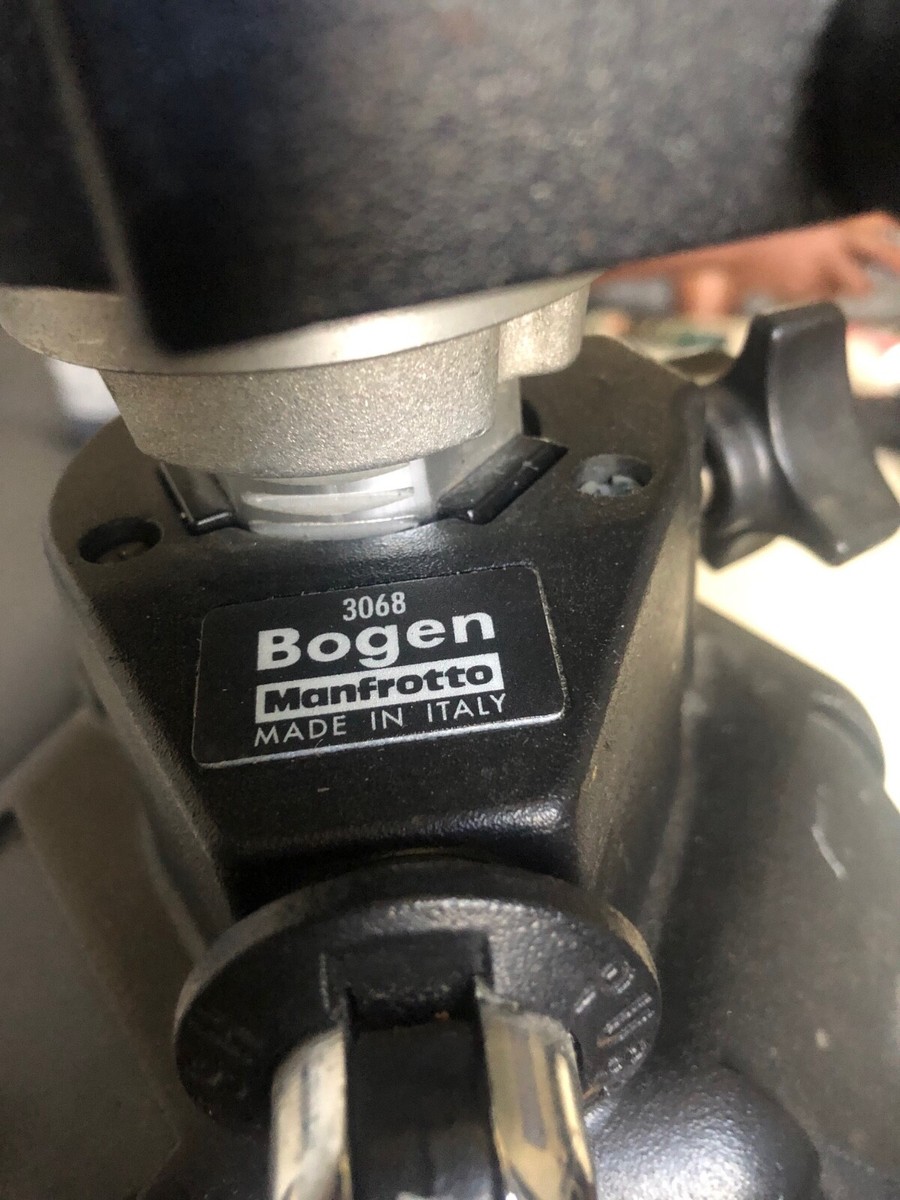 3068
Bogen
Manfrotto
MADE IN ITALY